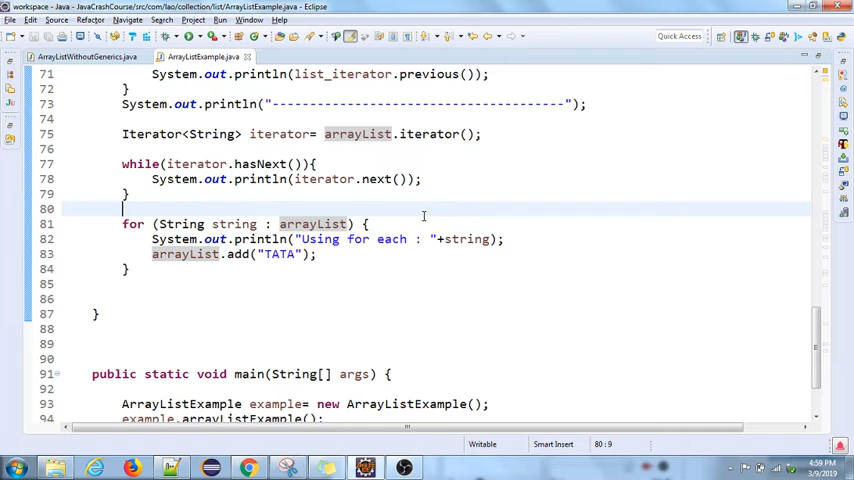 workspace - Java - JavaCrashCourse/src/com/lao/collection/list/ArrayListExample.java - Eclipse
File Edit Source Refactor Navigate Search Project Run Window Help
Quick Access
ArrayListWithoutGenerics.java ArrayListExample.java
71 System.out.println(list_iterator.previous());
72 }
73 System.out.println("---------------------------------------");
74
75 Iterator<String> iterator= arrayList.iterator();
76
77 while(iterator.hasNext()){
78 System.out.println(iterator.next());
79 }
80
81 for (String string : arrayList) {
82 System.out.println("Using for each : "+string);
83 arrayList.add("TATA");
84 }
85
86
87 }
88
89
90
91 public static void main(String[] args) {
92
93 ArrayListExample example= new ArrayListExample();
94 example.arrayListExample();
Writable Smart Insert 80 : 9
4:59 PM
3/9/2019